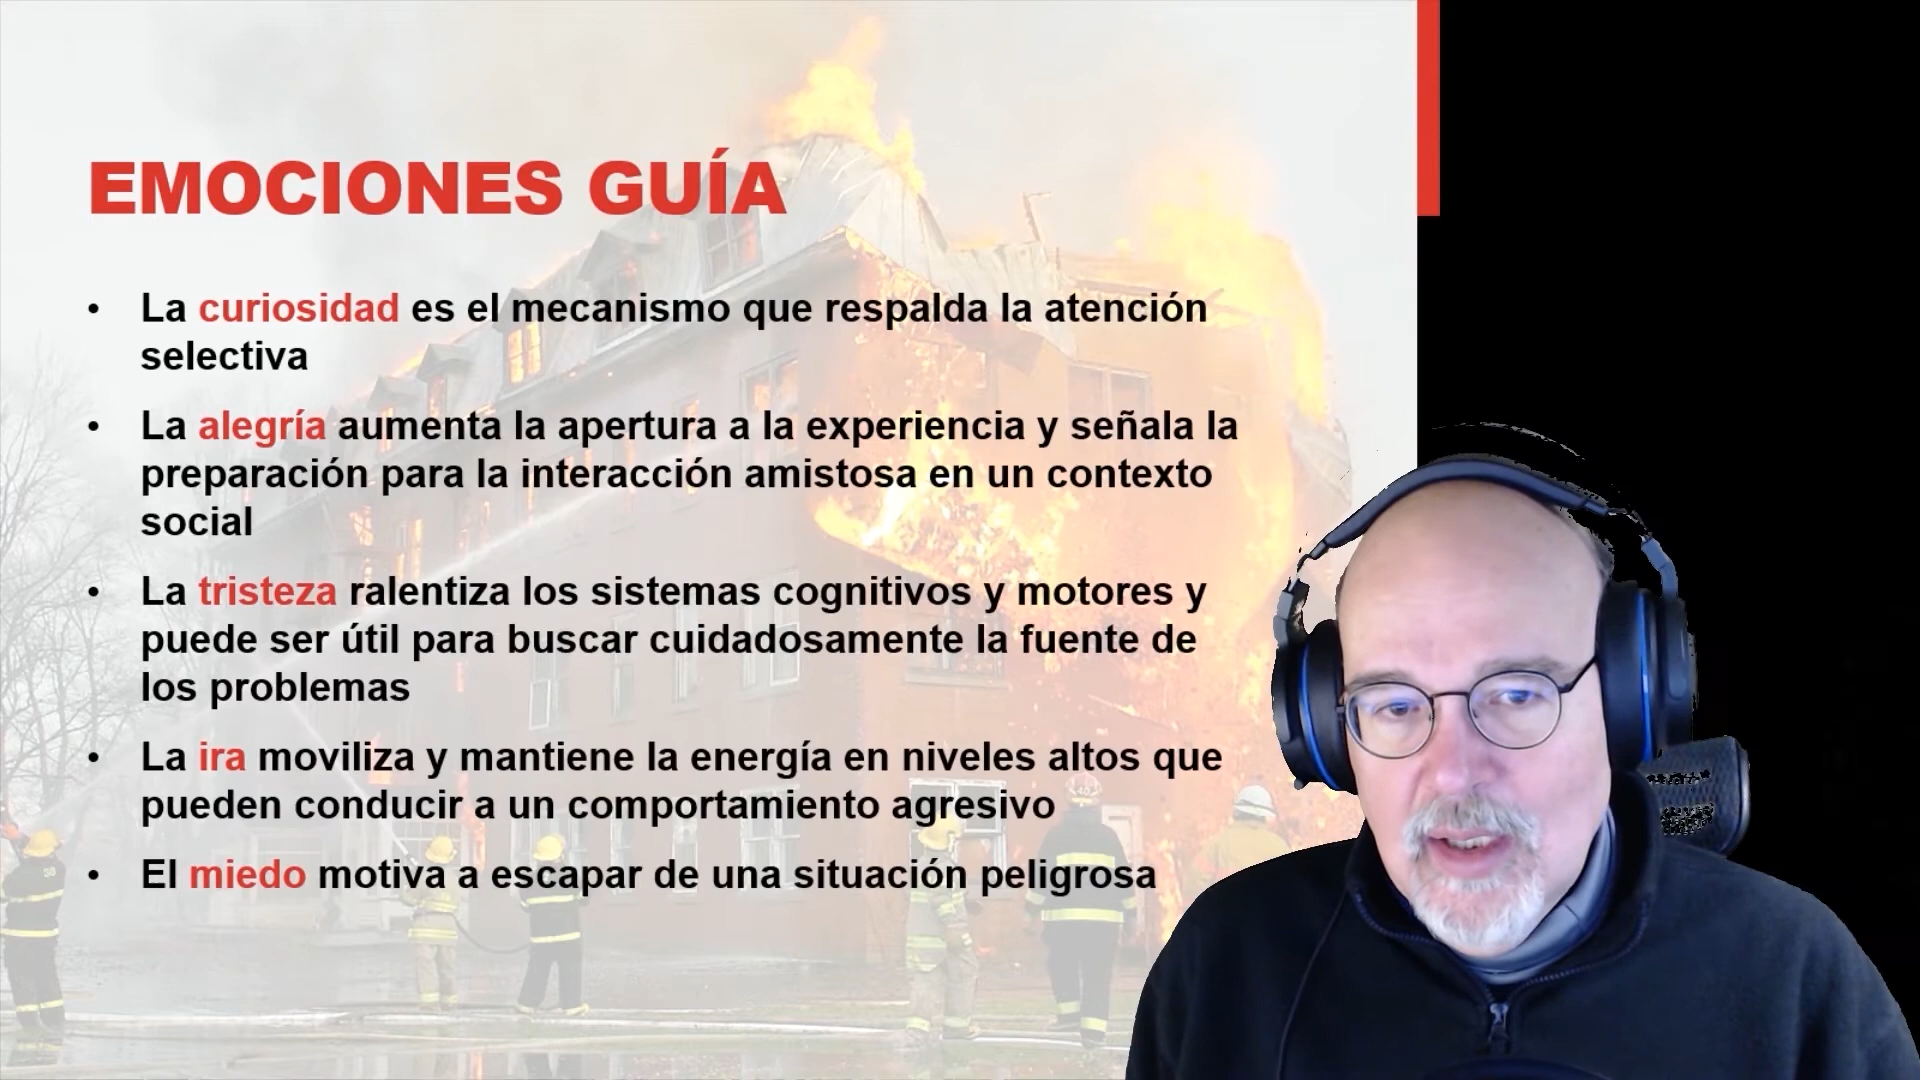 EMOCIONES GUÍA
• La curiosidad es el mecanismo que respalda la atención
selectiva
• La alegría aumenta la apertura a la experiencia y señala la
preparación para la interacción amistosa en un contexto
social
• La tristeza ralentiza los sistemas cognitivos y motores y
puede ser útil para buscar cuidadosamente la fuente de
los problemas
• La ira moviliza y mantiene la energía en niveles altos que
pueden conducir a un comportamiento agresivo
• El miedo motiva a escapar de una situación peligrosa